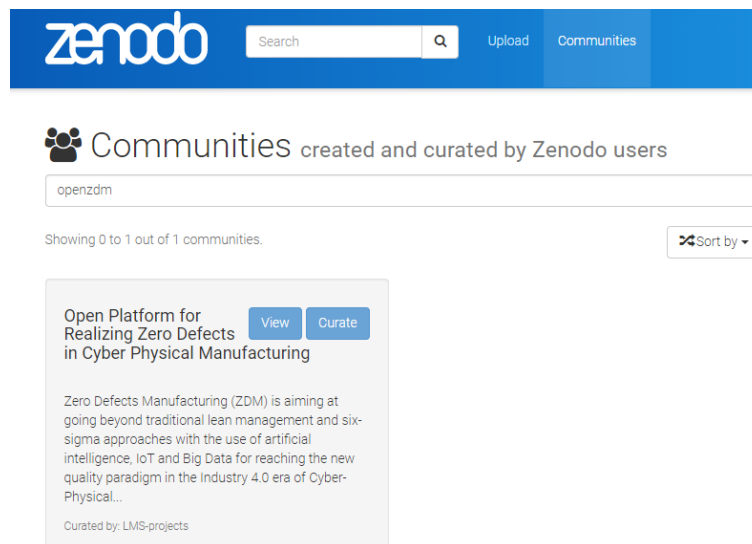 zenodo
Search
Upload
Communities
Communities created and curated by Zenodo users
openzdm
Showing 0 to 1 out of 1 communities.
Sort by
Open Platform for
Realizing Zero Defects
in Cyber Physical Manufacturing
View
Curate
Zero Defects Manufacturing (ZDM) is aiming at
going beyond traditional lean management and six-
sigma approaches with the use of artificial
intelligence, IoT and Big Data for reaching the new
quality paradigm in the Industry 4.0 era of Cyber-
Physical...
Curated by: LMS-projects